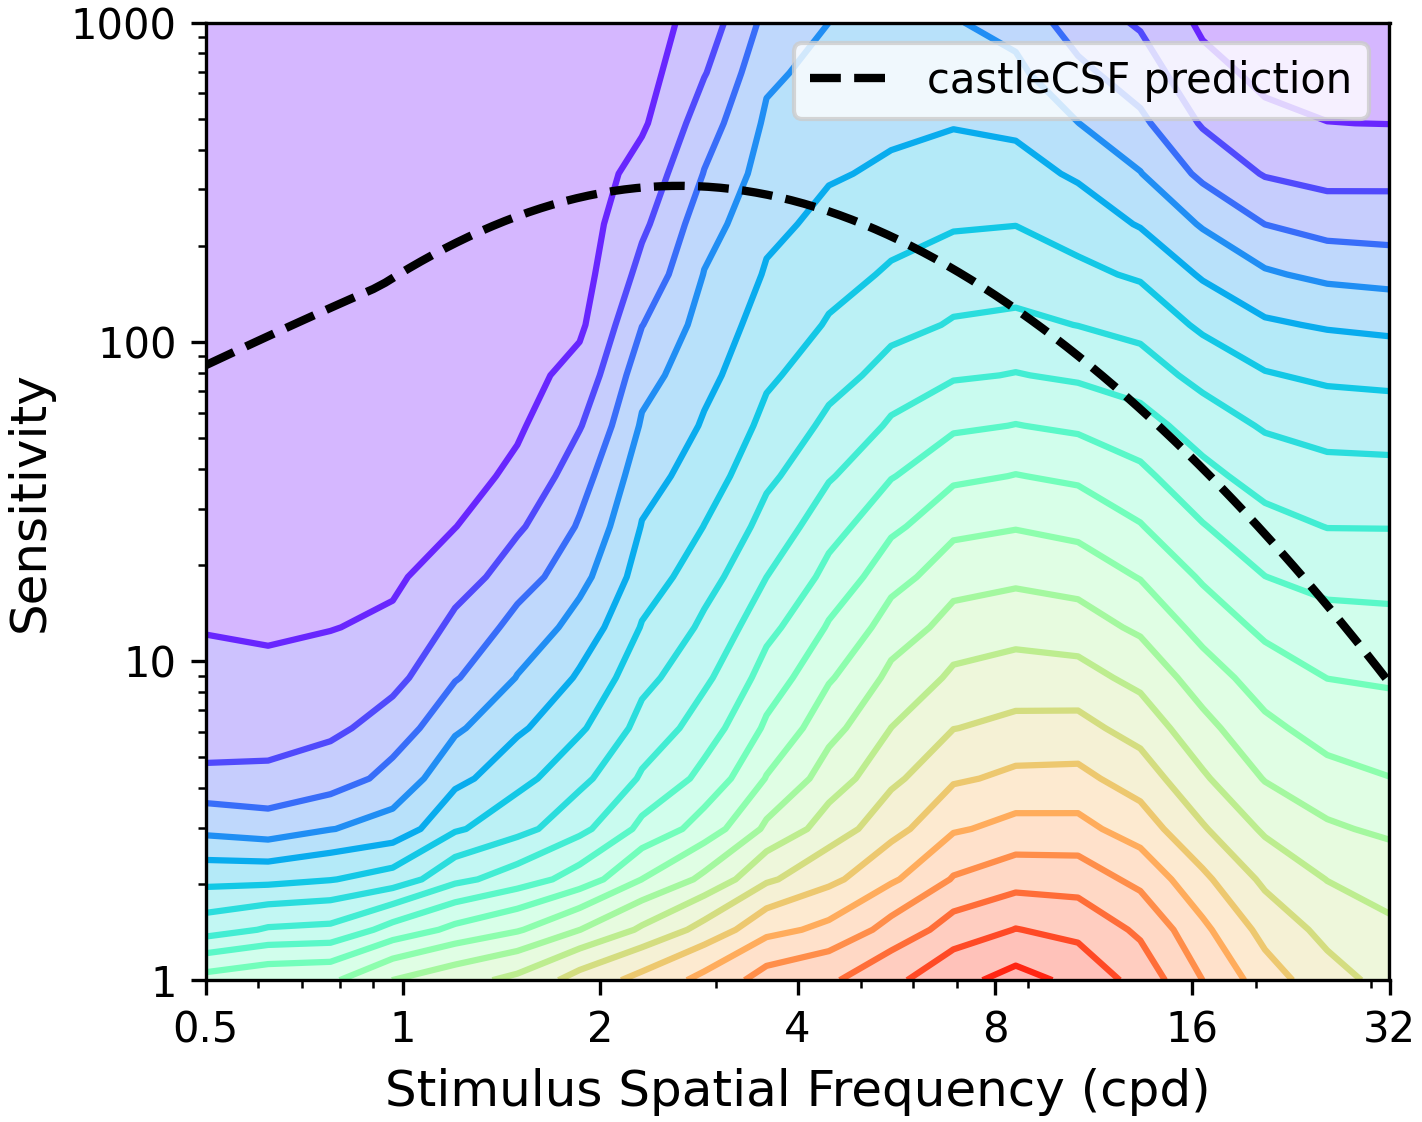 1000
castleCSF prediction
100
Sensitivity
10
1
0.5 1 2 4 8 16 32
Stimulus Spatial Frequency (cpd)